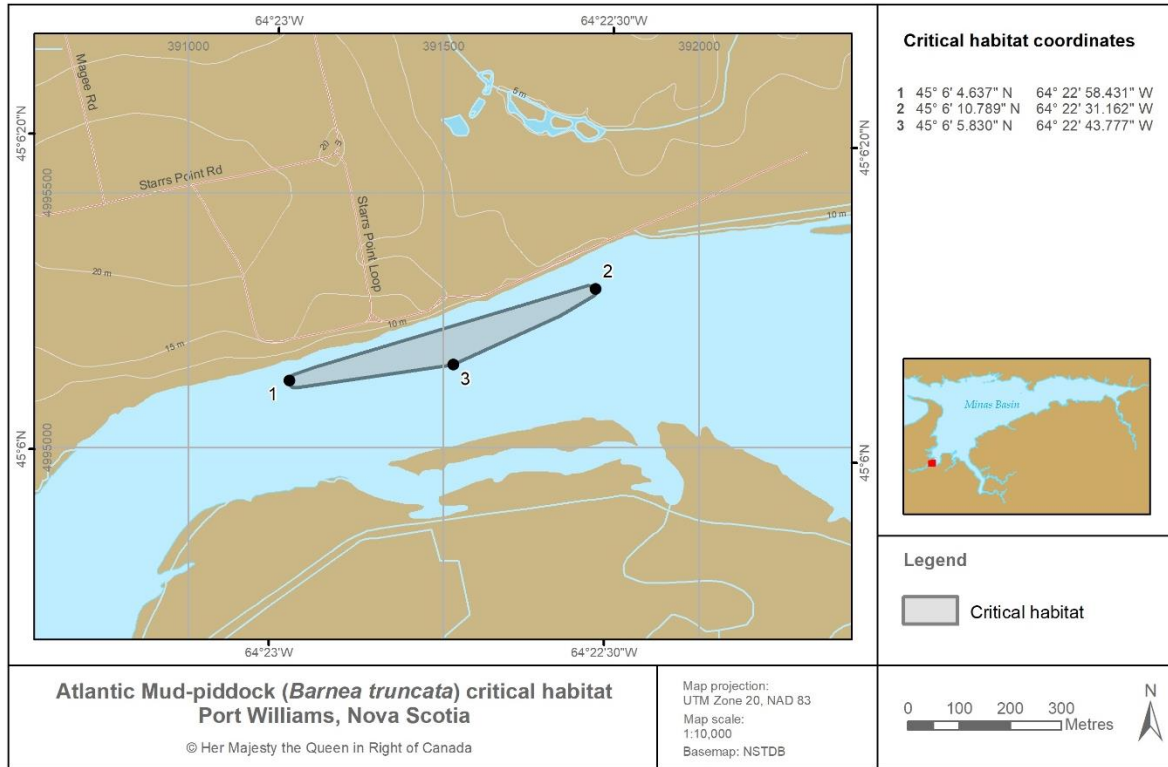 64°23'W
64°22'30"W
391000
391500
392000
Magee Rd
5 m
45°6'20"N
45°6'20"N
20
Starrs Point Rd
4995500
Starrs Point Loop
10 m
20 m
2
10 m
15 m
1
3
4995000
45°6'N
45°6'N
64°23'W
64°22'30"W
Critical habitat coordinates
1 45° 6' 4.637" N 64° 22' 58.431" W
2 45° 6' 10.789" N 64° 22' 31.162" W
3 45° 6' 5.830" N 64° 22' 43.777" W
Minas Basin
Legend
Critical habitat
Atlantic Mud-piddock (Barnea truncata) critical habitat
Port Williams, Nova Scotia
© Her Majesty the Queen in Right of Canada
Map projection:
UTM Zone 20, NAD 83
Map scale:
1:10,000
Basemap: NSTDB
N
0 100 200 300
Metres